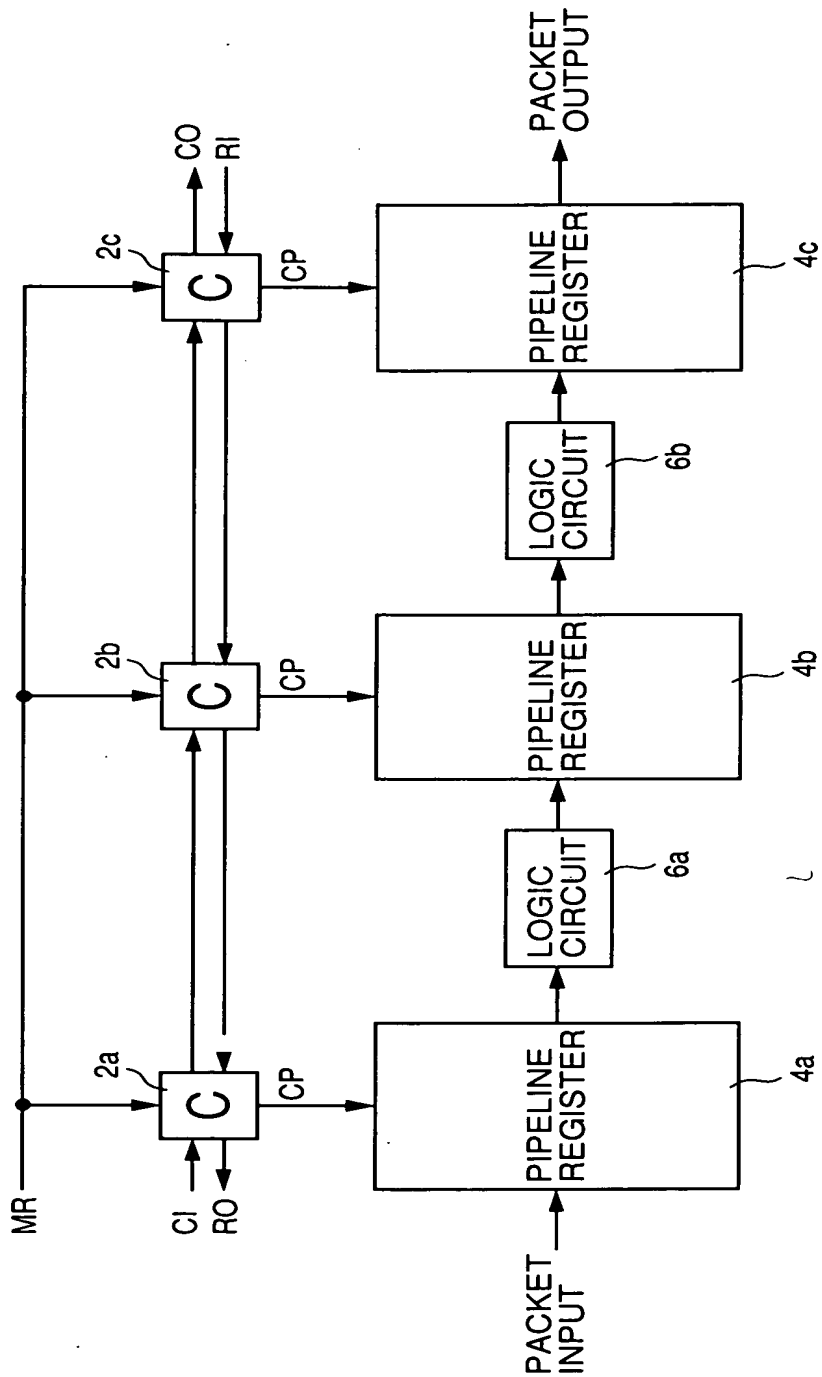 MR
2a
2b
2c
CI
RO
C
C
C
CO
RI
CP
CP
CP
PACKET
INPUT
PIPELINE
REGISTER
LOGIC
CIRCUIT
PIPELINE
REGISTER
LOGIC
CIRCUIT
PIPELINE
REGISTER
PACKET
OUTPUT
4a
6a
4b
6b
4c